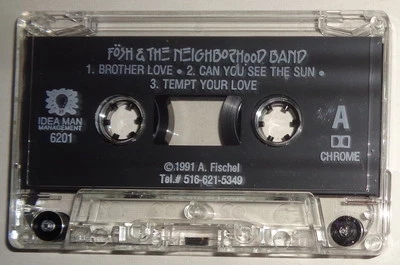 FÖSH & THE NEIGHBORHOOD BAND
1. BROTHER LOVE • 2. CAN YOU SEE THE SUN •
3. TEMPT YOUR LOVE
IDEA MAN
MANAGEMENT
6201
A
CHROME
©1991 A. Fischel
Tel.# 516-621-5349